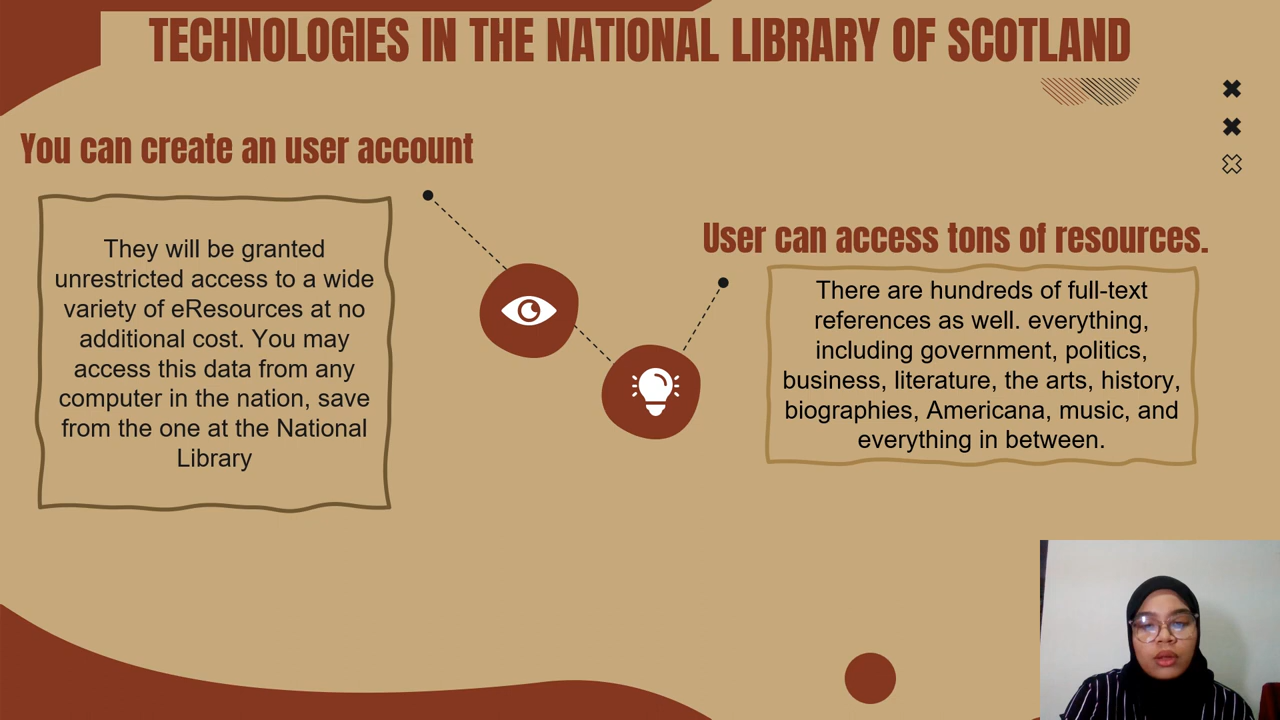 TECHNOLOGIES IN THE NATIONAL LIBRARY OF SCOTLAND
You can create an user account
They will be granted
unrestricted access to a wide
variety of eResources at no
additional cost. You may
access this data from any
computer in the nation, save
from the one at the National
Library
User can access tons of resources.
There are hundreds of full-text
references as well. everything,
including government, politics,
business, literature, the arts, history,
biographies, Americana, music, and
everything in between.